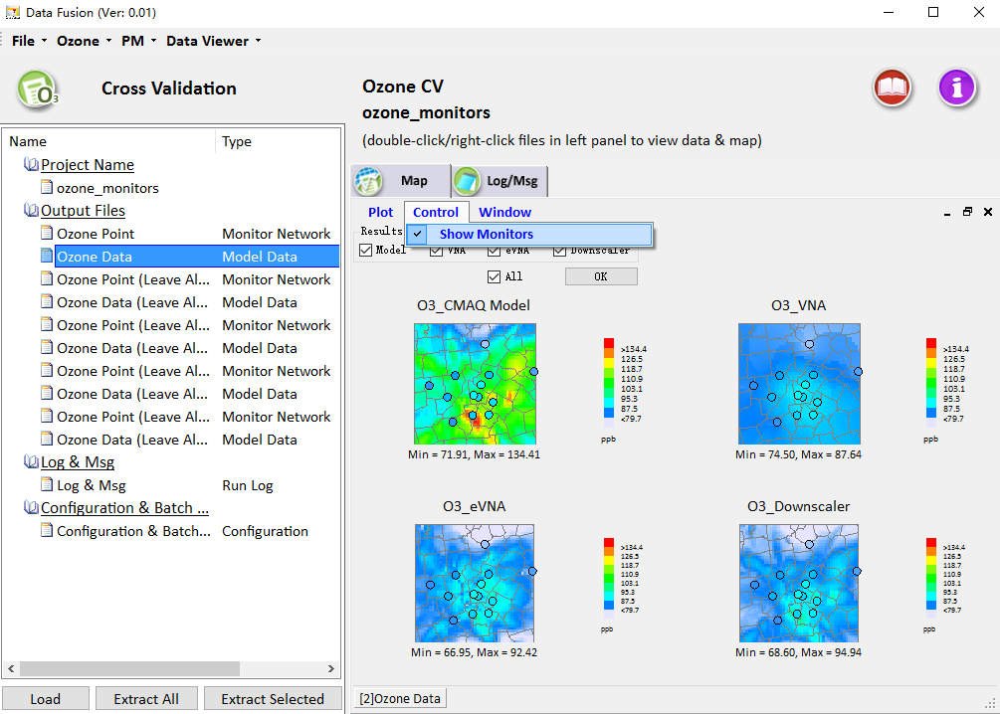 Data Fusion (Ver: 0.01)
File Ozone PM Data Viewer
O3
Cross Validation
Ozone CV
ozone_monitors
(double-click/right-click files in left panel to view data & map)
Name Type
Project Name
ozone_monitors
Output Files
Ozone Point Monitor Network
Ozone Data Model Data
Ozone Point (Leave Al... Monitor Network
Ozone Data (Leave Al... Model Data
Ozone Point (Leave Al... Monitor Network
Ozone Data (Leave Al... Model Data
Ozone Point (Leave Al... Monitor Network
Ozone Data (Leave Al... Model Data
Ozone Point (Leave Al... Monitor Network
Ozone Data (Leave Al... Model Data
Log & Msg
Log & Msg Run Log
Configuration & Batch ...
Configuration & Batch... Configuration
Load Extract All Extract Selected
Map Log/Msg
Plot Control Window
Show Monitors
Results
Model VNA eVNA Downscaler
All OK
O3_CMAQ Model
>134.4
126.5
118.7
110.9
103.1
95.3
87.5
<79.7
ppb
Min = 71.91, Max = 134.41
O3_VNA
>134.4
126.5
118.7
110.9
103.1
95.3
87.5
<79.7
ppb
Min = 74.50, Max = 87.64
O3_eVNA
>134.4
126.5
118.7
110.9
103.1
95.3
87.5
<79.7
ppb
Min = 66.95, Max = 92.42
O3_Downscaler
>134.4
126.5
118.7
110.9
103.1
95.3
87.5
<79.7
ppb
Min = 68.60, Max = 94.94
[2]Ozone Data